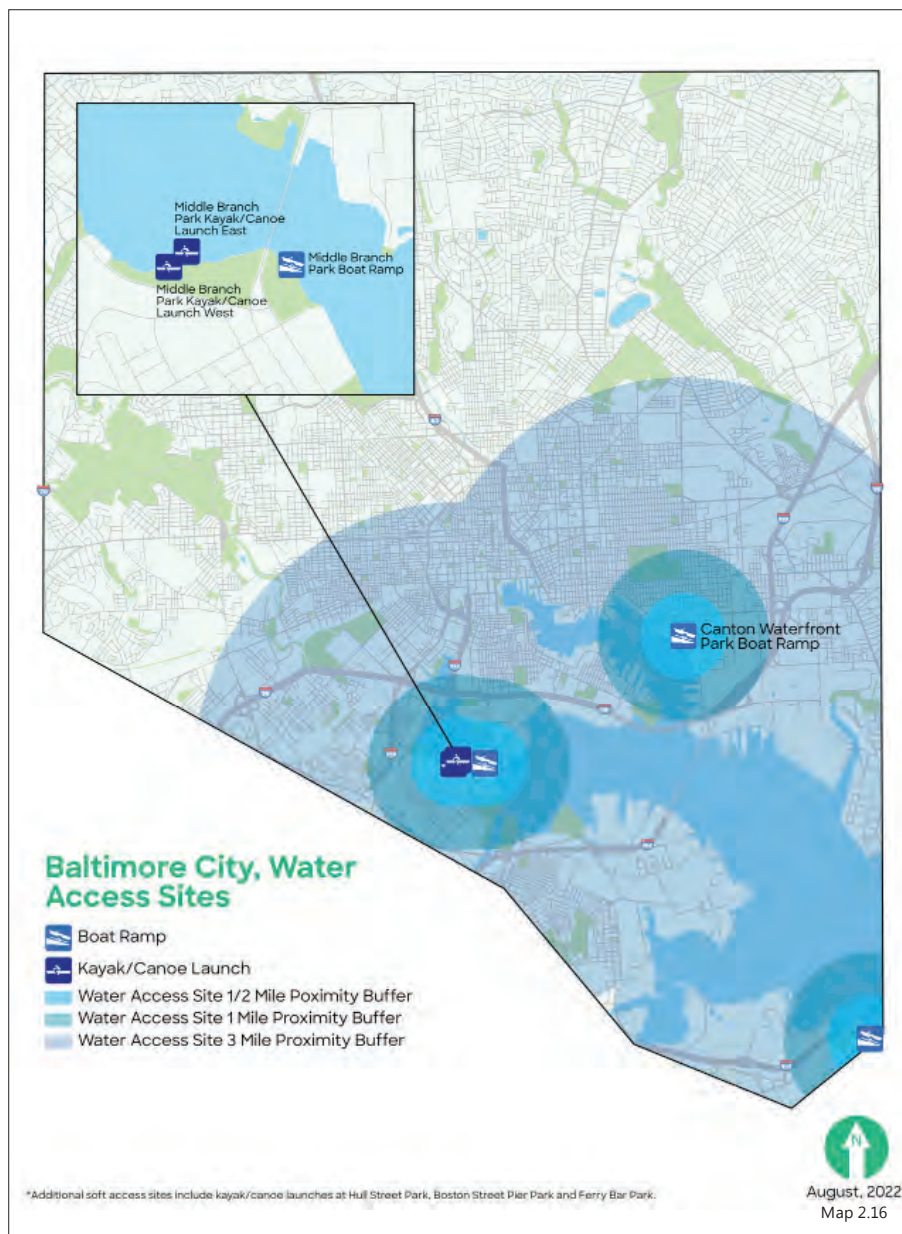 Middle Branch
Park Kayak/Canoe
Launch East
Middle Branch
Park Boat Ramp
Middle Branch
Park Kayak/Canoe
Launch West
Canton Waterfront
Park Boat Ramp
Baltimore City, Water
Access Sites
Boat Ramp
Kayak/Canoe Launch
Water Access Site 1/2 Mile Poximity Buffer
Water Access Site 1 Mile Proximity Buffer
Water Access Site 3 Mile Proximity Buffer
N
*Additional soft access sites include kayak/canoe launches at Hull Street Park, Boston Street Pier Park and Ferry Bar Park.
August, 2022
Map 2.16